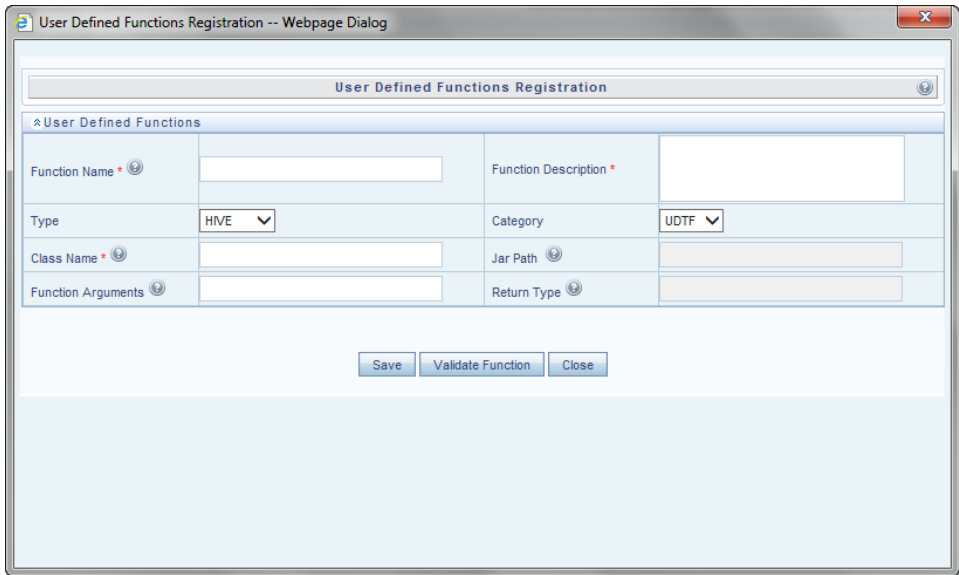 User Defined Functions Registration -- Webpage Dialog
User Defined Functions Registration
User Defined Functions
Function Name *
Function Description *
Type HIVE
Category UDTF
Class Name *
Jar Path
Function Arguments
Return Type
Save Validate Function Close